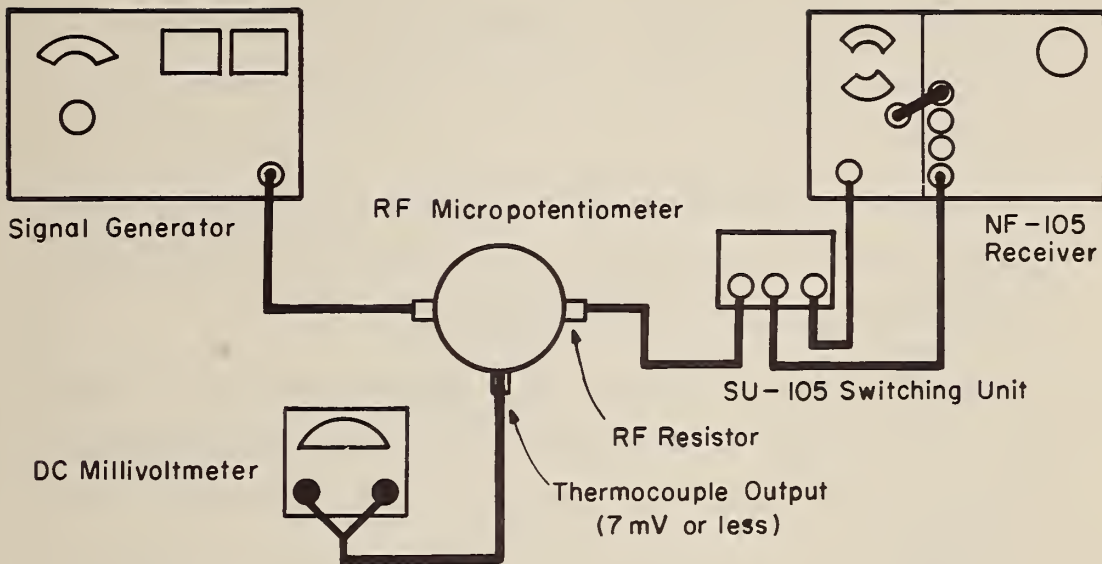 Signal Generator
RF Micropotentiometer
NF-105
Receiver
SU-105 Switching Unit
RF Resistor
DC Millivoltmeter
Thermocouple Output
(7 mV or less)